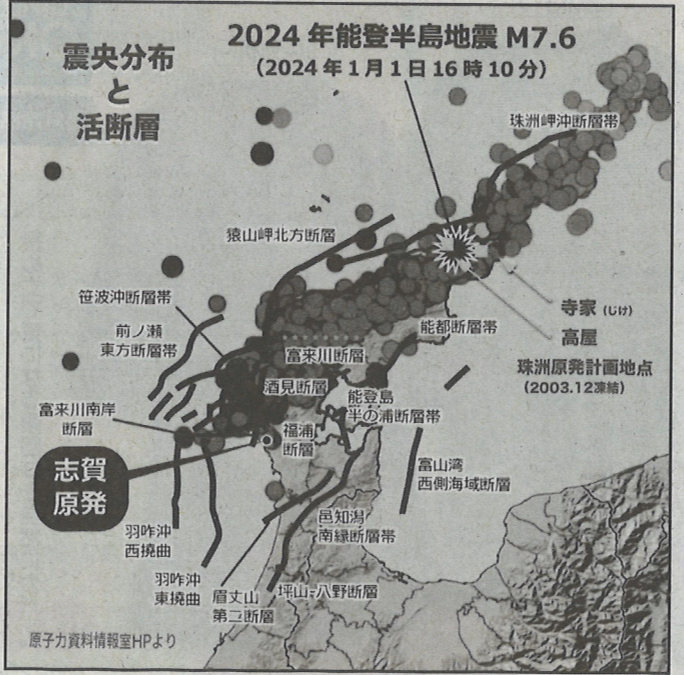 2024年能登半島地震 M7.6
（2024年1月1日16時10分）
震央分布
と
活断層
珠洲岬沖断層帯
猿山岬北方断層
笹波沖断層帯
前ノ瀬
東方断層帯
寺家（じけ）
高屋
珠洲原発計画地点
（2003.12凍結）
能都断層帯
富来川断層
酒見断層
能登島
半の浦断層帯
富来川南岸
断層
福浦
断層
志賀
原発
富山湾
西側海域断層
邑知潟
南縁断層帯
羽咋沖
西撓曲
羽咋沖
東撓曲
眉丈山
第二断層
坪山-八野断層
原子力資料情報室HPより